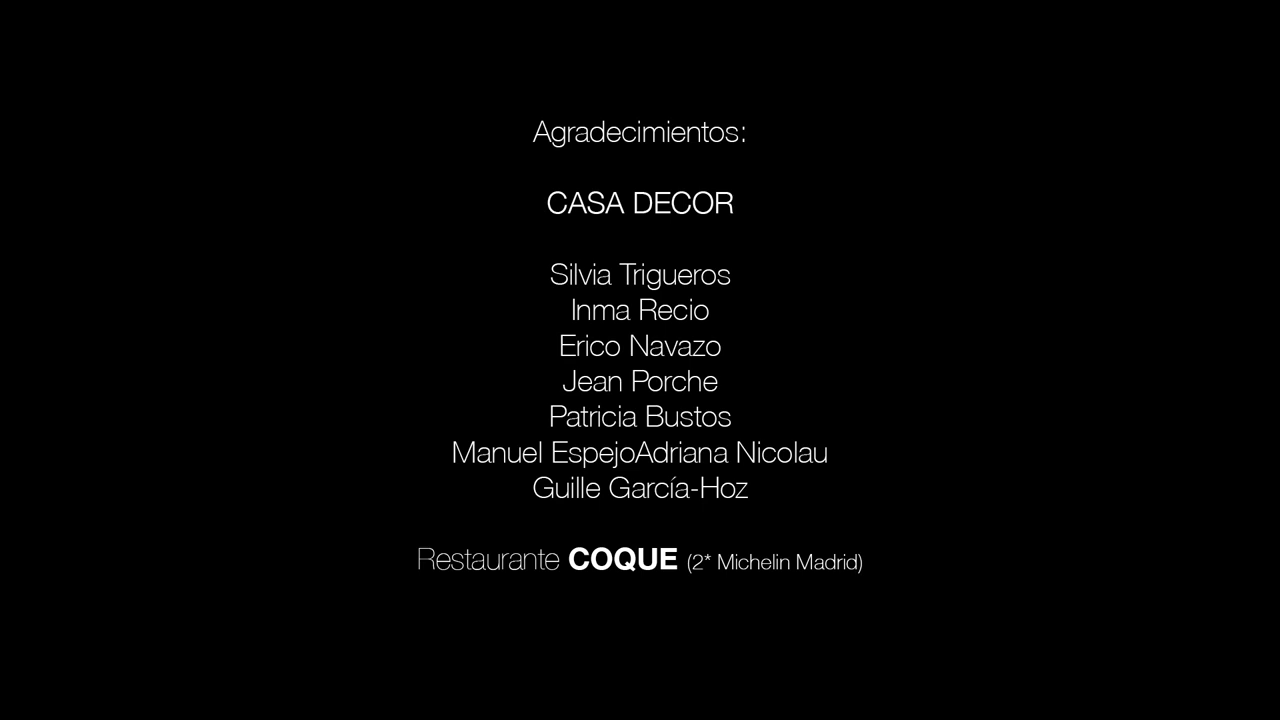 Agradecimientos:
CASA DECOR
Silvia Trigueros
Inma Recio
Erico Navazo
Jean Porche
Patricia Bustos
Manuel EspejoAdriana Nicolau
Guille García-Hoz
Restaurante COQUE (2* Michelin Madrid)